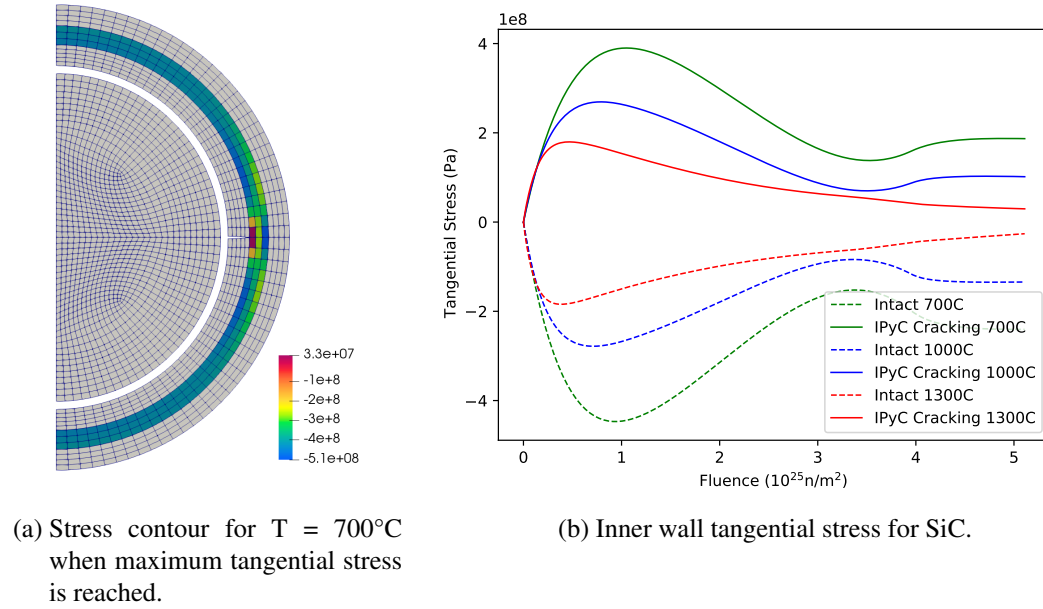 3.3e+07
-1e+8
-2e+8
-3e+8
-4e+8
-5.1e+08
(a) Stress contour for T = 700°C
when maximum tangential stress
is reached.
1e8
4
2
0
−2
−4
Tangential Stress (Pa)
0 1 2 3 4 5
Fluence (10²⁵n/m²)
Intact 700C
IPyC Cracking 700C
Intact 1000C
IPyC Cracking 1000C
Intact 1300C
IPyC Cracking 1300C
(b) Inner wall tangential stress for SiC.